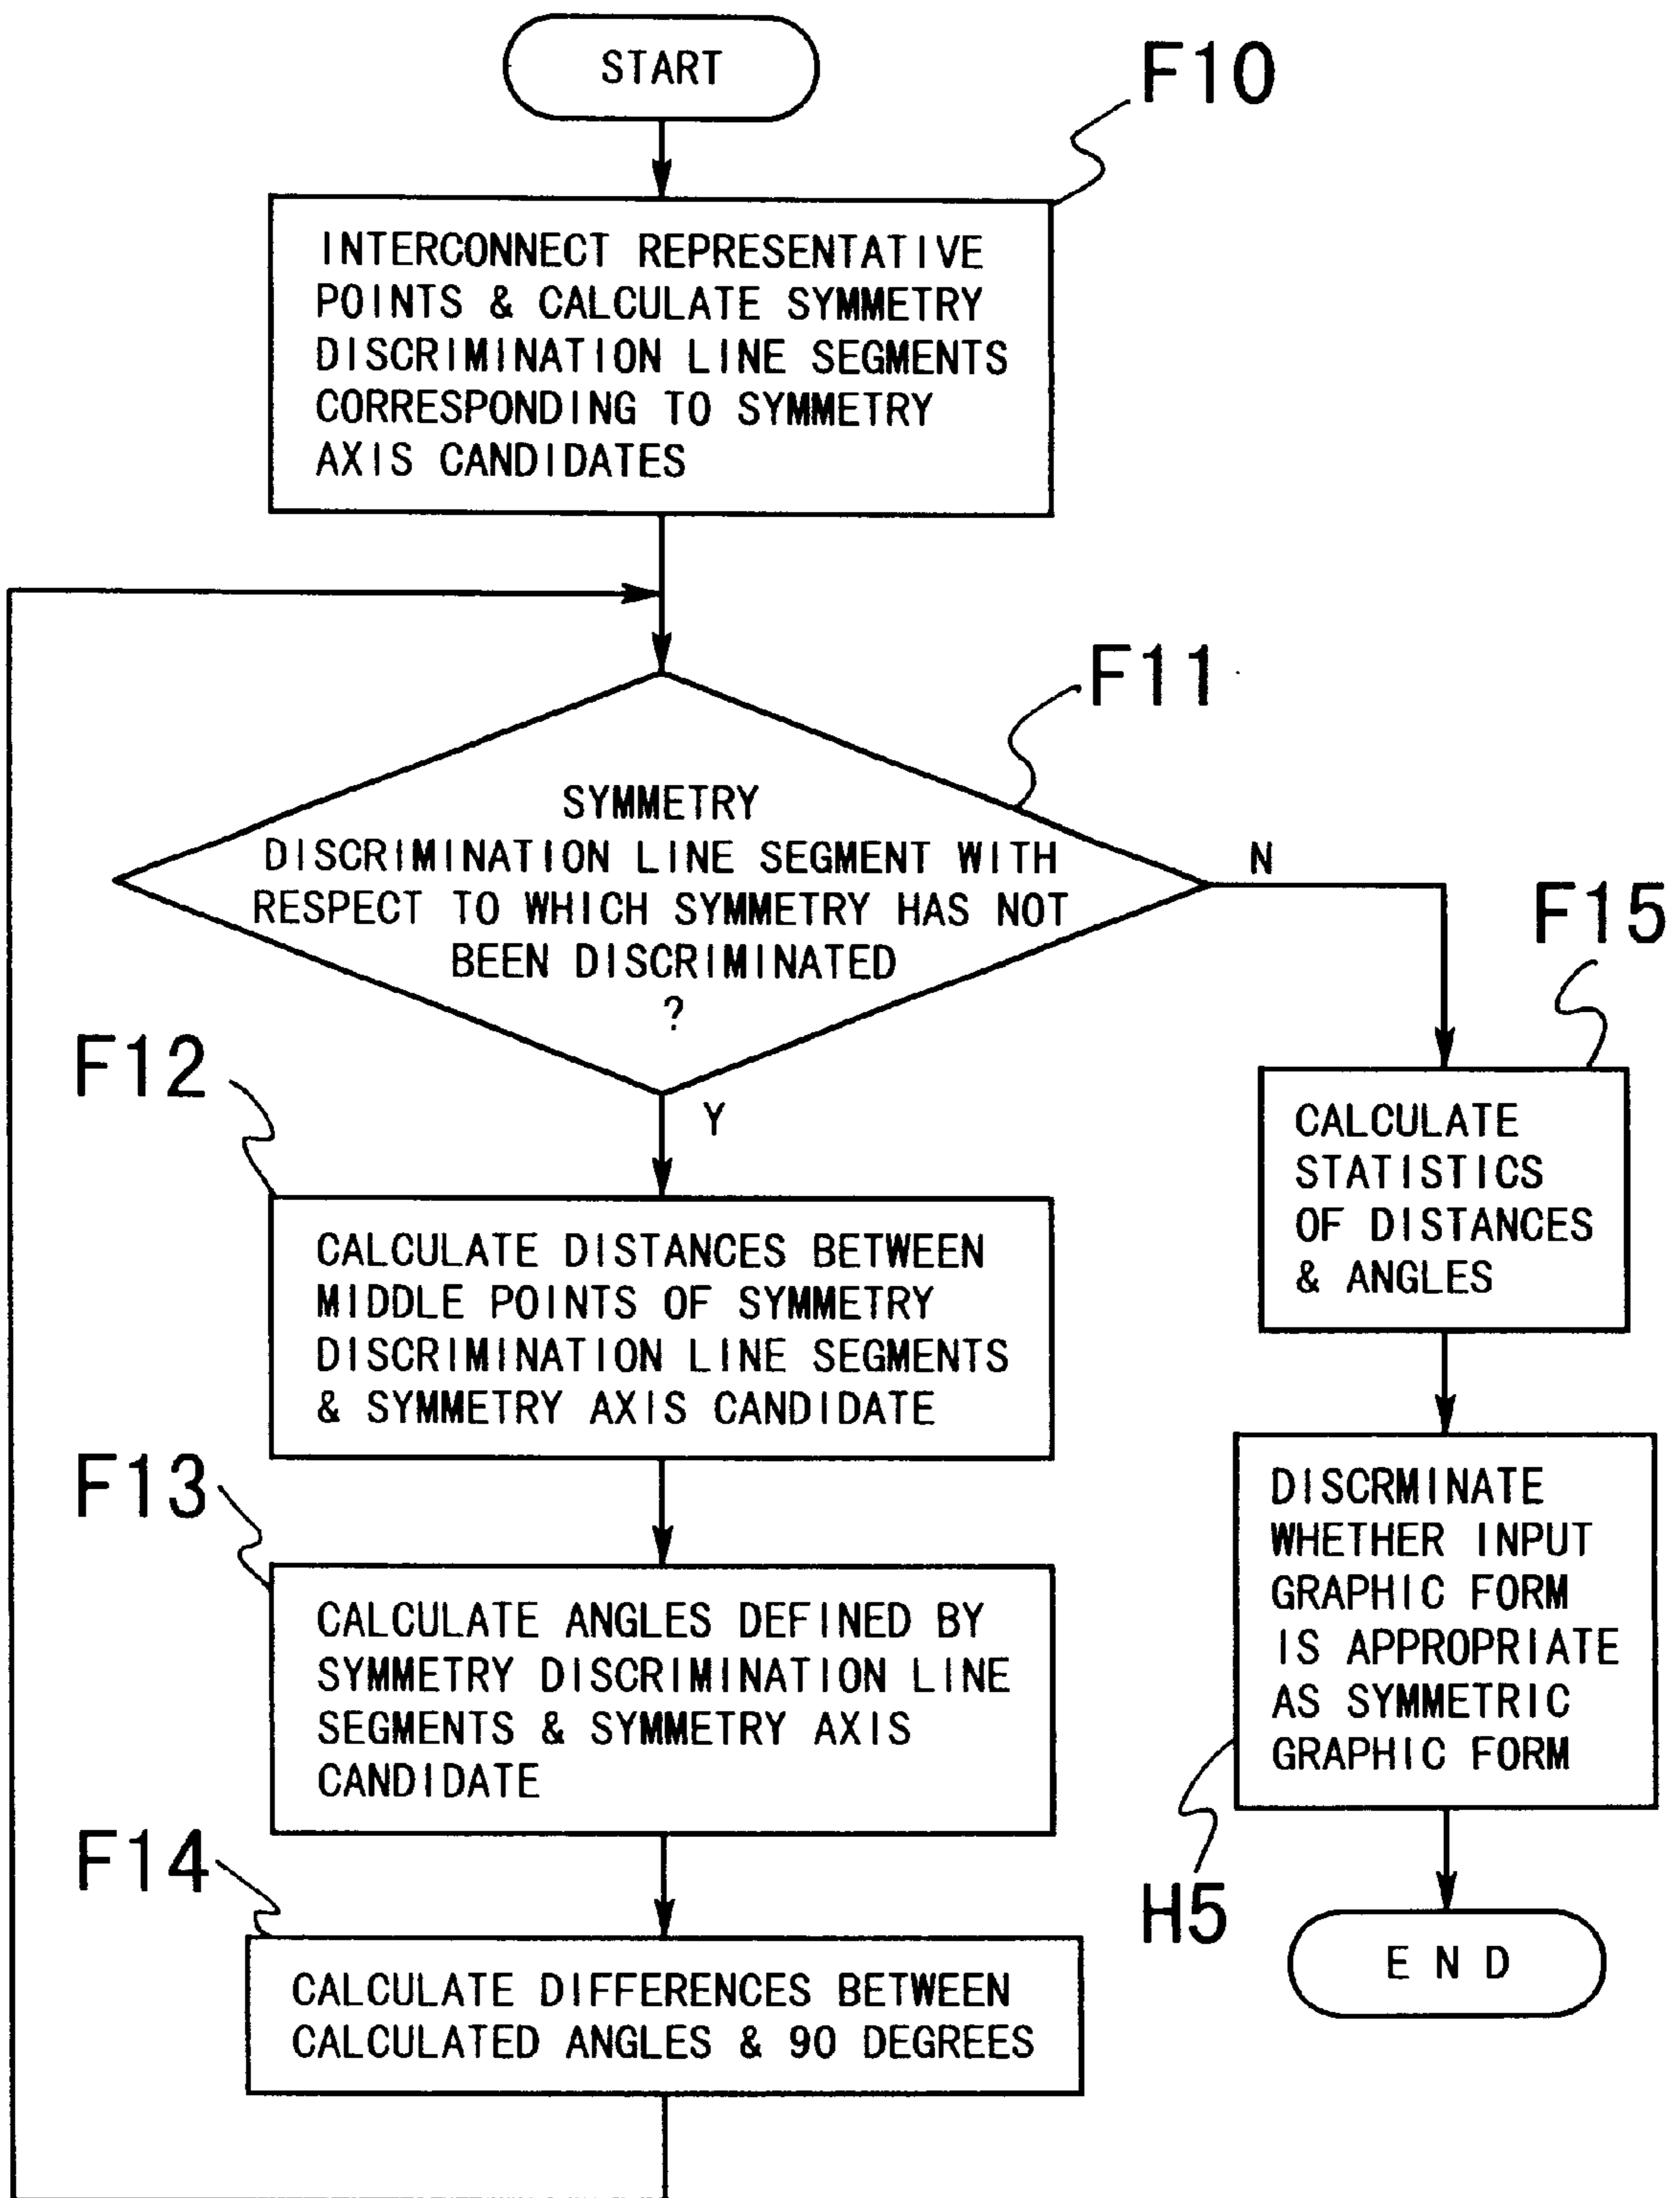 START
F10
INTERCONNECT REPRESENTATIVE
POINTS & CALCULATE SYMMETRY
DISCRIMINATION LINE SEGMENTS
CORRESPONDING TO SYMMETRY
AXIS CANDIDATES
F11
SYMMETRY
DISCRIMINATION LINE SEGMENT WITH
RESPECT TO WHICH SYMMETRY HAS NOT
BEEN DISCRIMINATED
?
N
Y
F12
CALCULATE DISTANCES BETWEEN
MIDDLE POINTS OF SYMMETRY
DISCRIMINATION LINE SEGMENTS
& SYMMETRY AXIS CANDIDATE
F13
CALCULATE ANGLES DEFINED BY
SYMMETRY DISCRIMINATION LINE
SEGMENTS & SYMMETRY AXIS
CANDIDATE
F14
CALCULATE DIFFERENCES BETWEEN
CALCULATED ANGLES & 90 DEGREES
F15
CALCULATE
STATISTICS
OF DISTANCES
& ANGLES
DISCRMINATE
WHETHER INPUT
GRAPHIC FORM
IS APPROPRIATE
AS SYMMETRIC
GRAPHIC FORM
H5
END